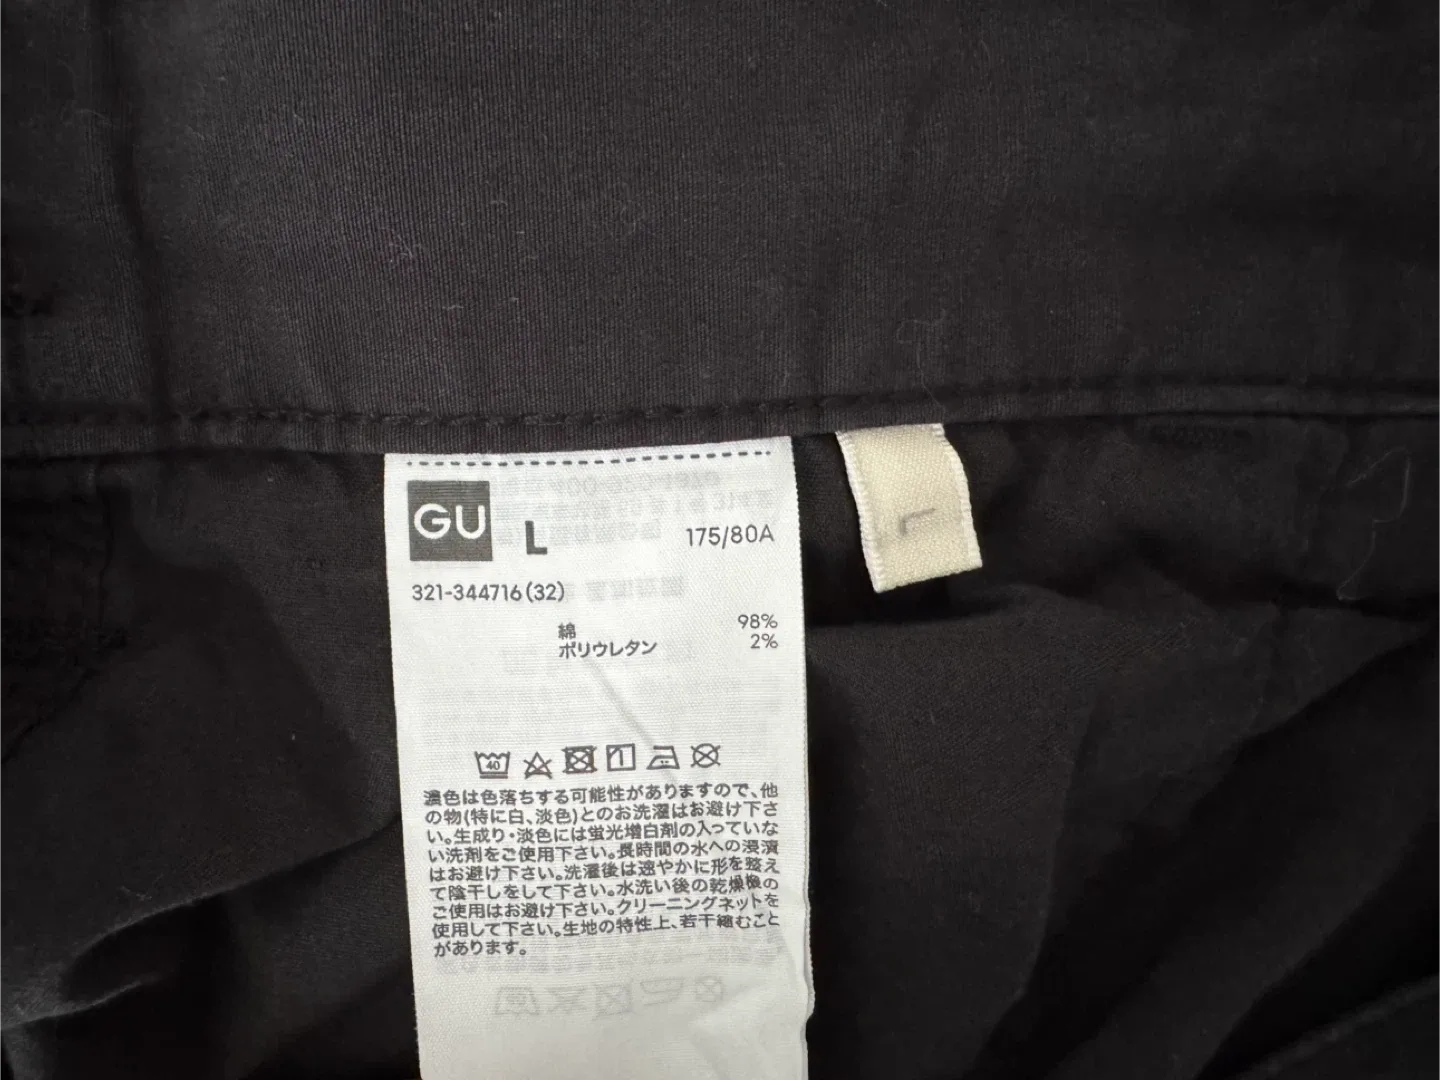 GU L 175/80A
321-344716(32)
綿 98%
ポリウレタン 2%
40
濃色は色落ちする可能性がありますので、他
の物(特に白、淡色)とのお洗濯はお避け下さ
い。生成り・淡色には蛍光増白剤の入っていな
い洗剤をご使用下さい。長時間の水への浸漬
はお避け下さい。洗濯後は速やかに形を整え
て陰干しをして下さい。水洗い後の乾燥機の
ご使用はお避け下さい。クリーニングネットを
使用して下さい。生地の特性上、若干縮むこと
があります。
L